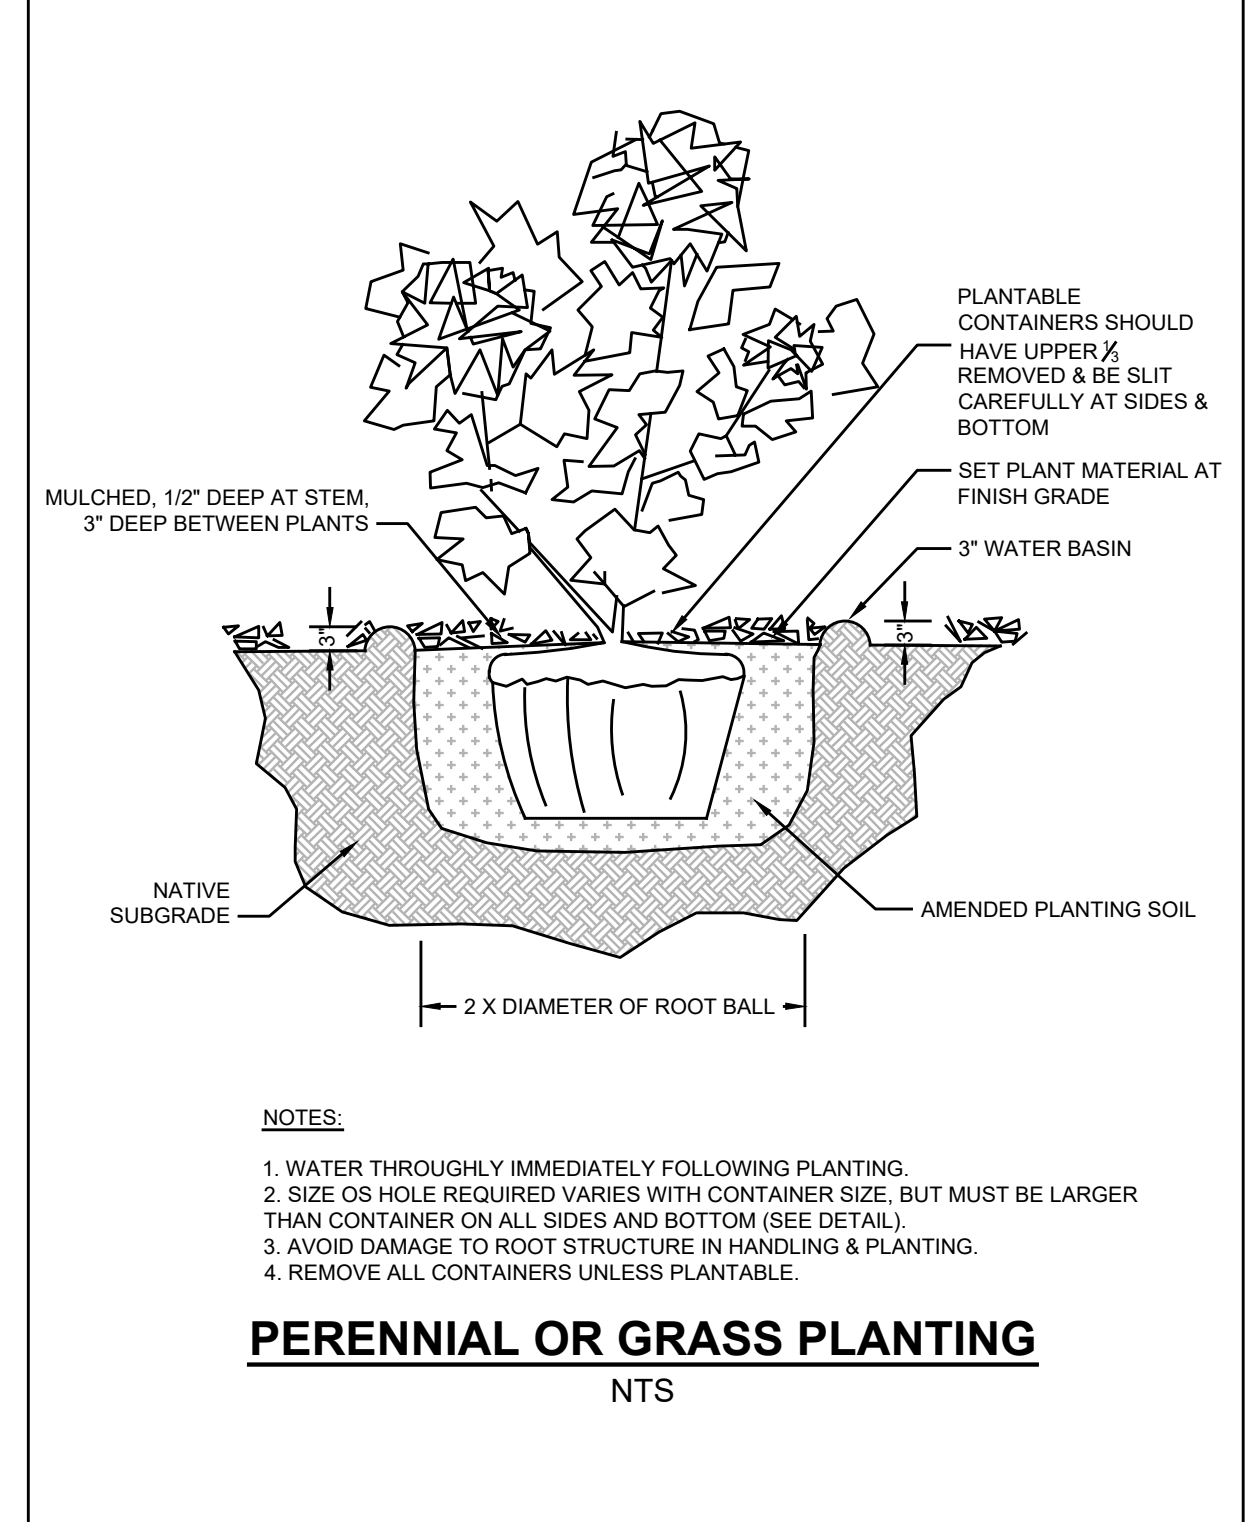 PLANTABLE
CONTAINERS SHOULD
HAVE UPPER 1/3
REMOVED & BE SLIT
CAREFULLY AT SIDES &
BOTTOM
SET PLANT MATERIAL AT
FINISH GRADE
MULCHED, 1/2" DEEP AT STEM,
3" DEEP BETWEEN PLANTS
3" WATER BASIN
3"
3"
NATIVE
SUBGRADE
AMENDED PLANTING SOIL
2 X DIAMETER OF ROOT BALL
NOTES:
1. WATER THROUGHLY IMMEDIATELY FOLLOWING PLANTING.
2. SIZE OS HOLE REQUIRED VARIES WITH CONTAINER SIZE, BUT MUST BE LARGER
THAN CONTAINER ON ALL SIDES AND BOTTOM (SEE DETAIL).
3. AVOID DAMAGE TO ROOT STRUCTURE IN HANDLING & PLANTING.
4. REMOVE ALL CONTAINERS UNLESS PLANTABLE.
PERENNIAL OR GRASS PLANTING
NTS